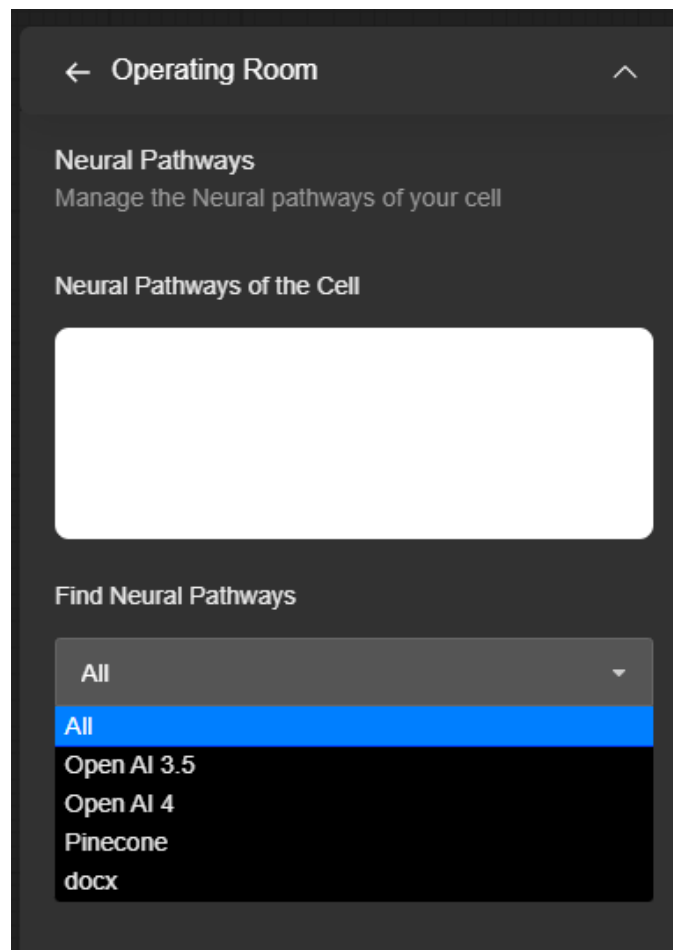 Operating Room
Neural Pathways
Manage the Neural pathways of your cell
Neural Pathways of the Cell
Find Neural Pathways
All
All
Open AI 3.5
Open AI 4
Pinecone
docx